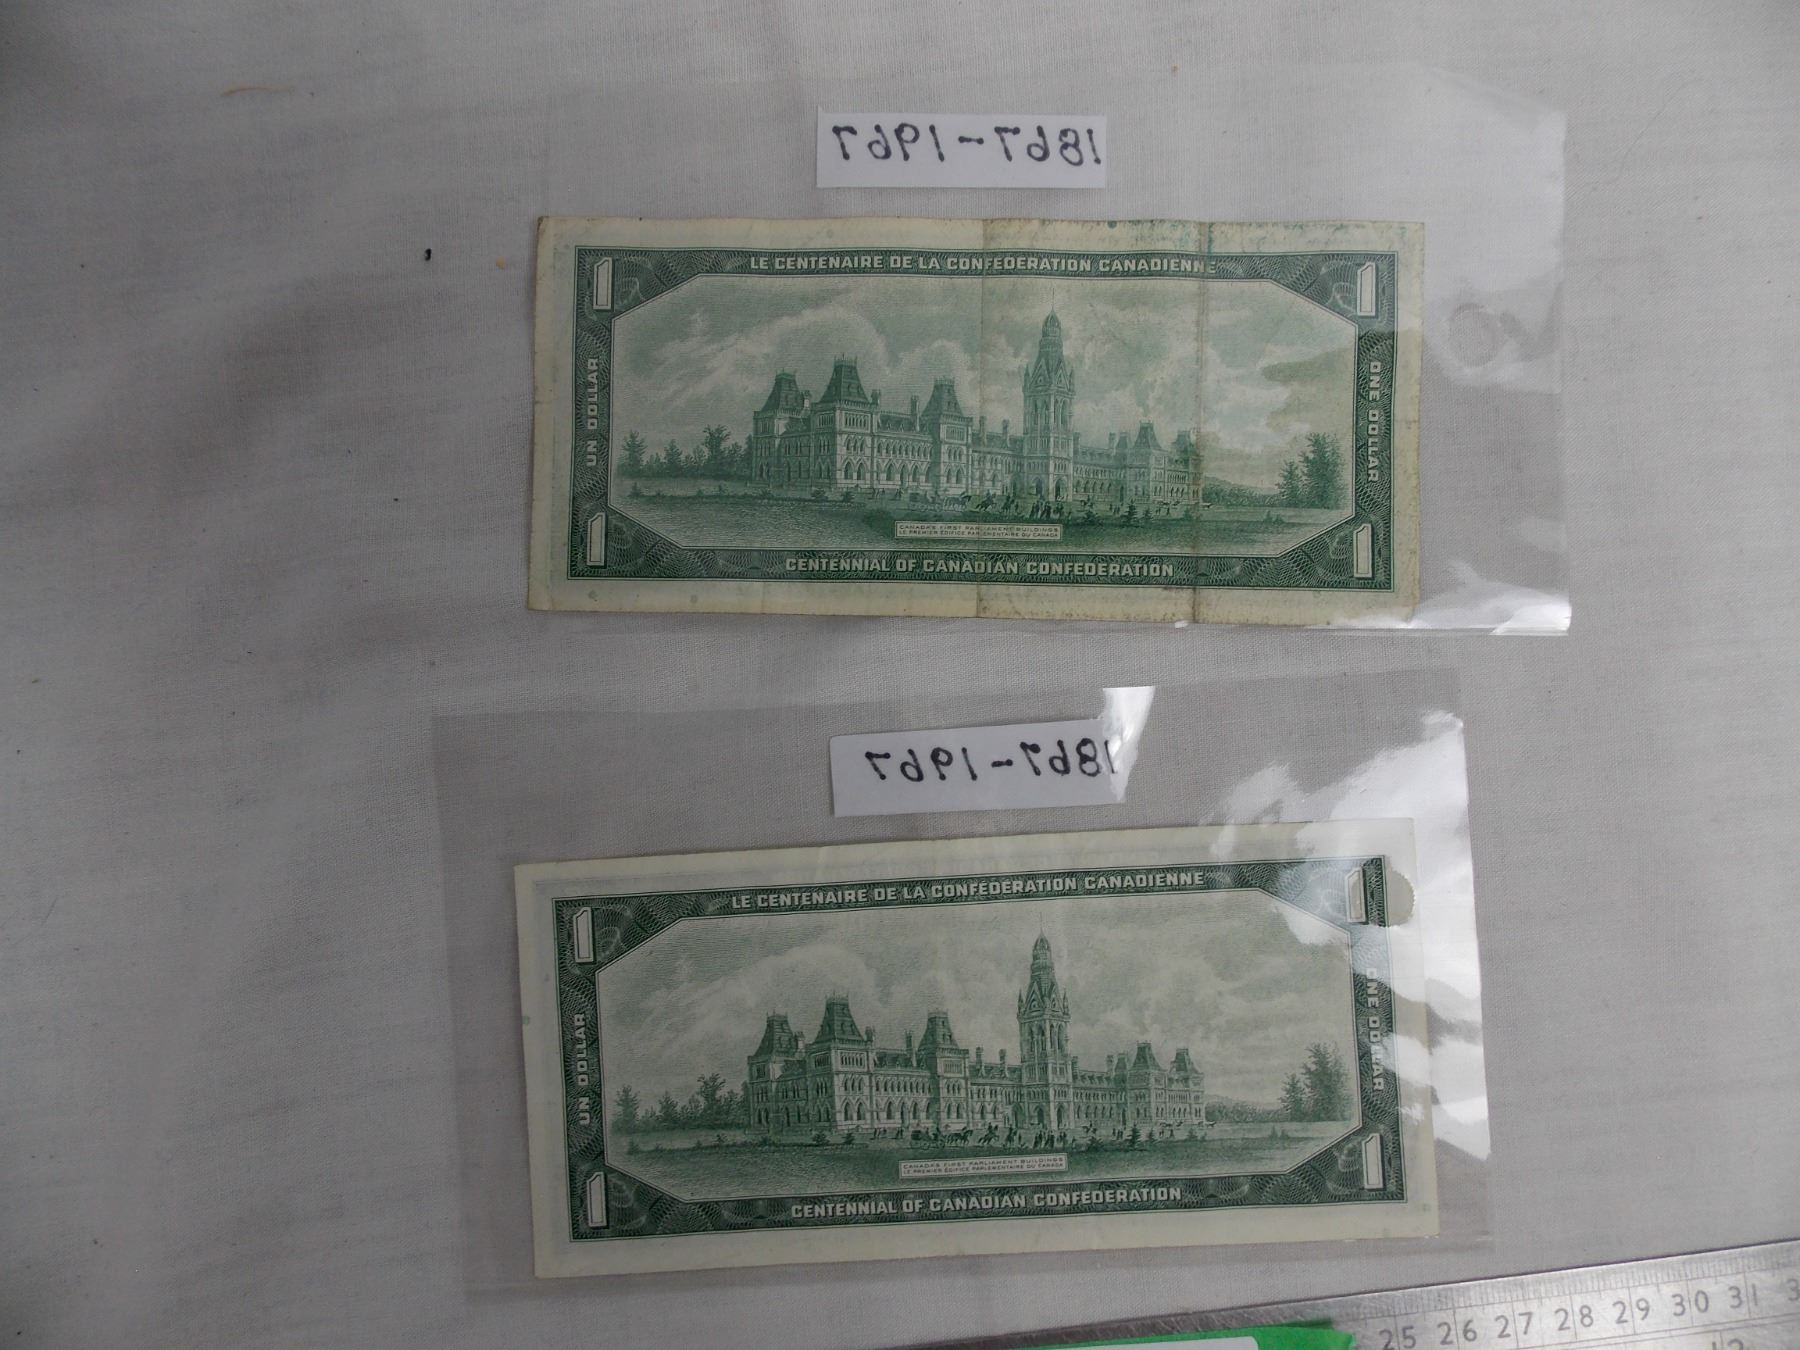 1867-1967
LE CENTENAIRE DE LA CONFÉDÉRATION CANADIENNE
1 1
UN DOLLAR
ONE DOLLAR
CANADA'S FIRST PARLIAMENT BUILDINGS
LE PREMIER ÉDIFICE PARLEMENTAIRE DU CANADA
1 1
CENTENNIAL OF CANADIAN CONFEDERATION
1867-1967
LE CENTENAIRE DE LA CONFÉDÉRATION CANADIENNE
1 1
UN DOLLAR
ONE DOLLAR
CANADA'S FIRST PARLIAMENT BUILDINGS
LE PREMIER ÉDIFICE PARLEMENTAIRE DU CANADA
1 1
CENTENNIAL OF CANADIAN CONFEDERATION
25 26 27 28 29 30 31